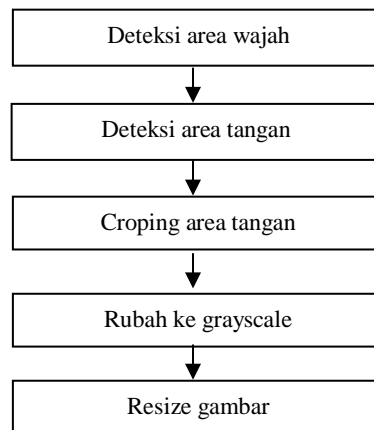 Deteksi area wajah
Deteksi area tangan
Croping area tangan
Rubah ke grayscale
Resize gambar